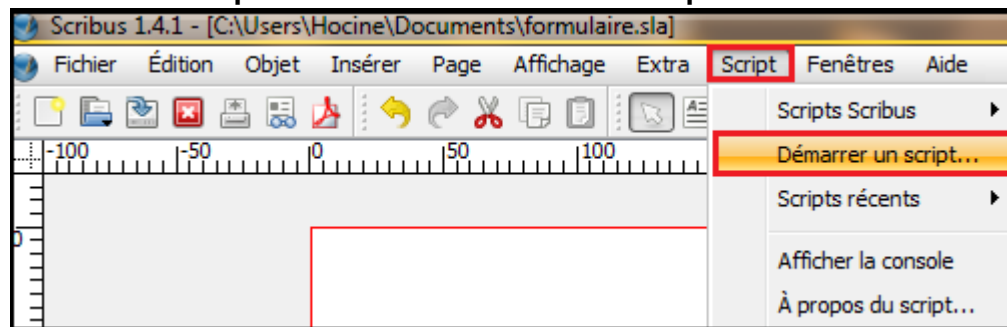 Scribus 1.4.1 - [C:\Users\Hocine\Documents\formulaire.sla]
Fichier Édition Objet Insérer Page Affichage Extra Script Fenêtres Aide
Scripts Scribus
-100 -50 0 50 100
Démarrer un script...
Scripts récents
0
Afficher la console
À propos du script...